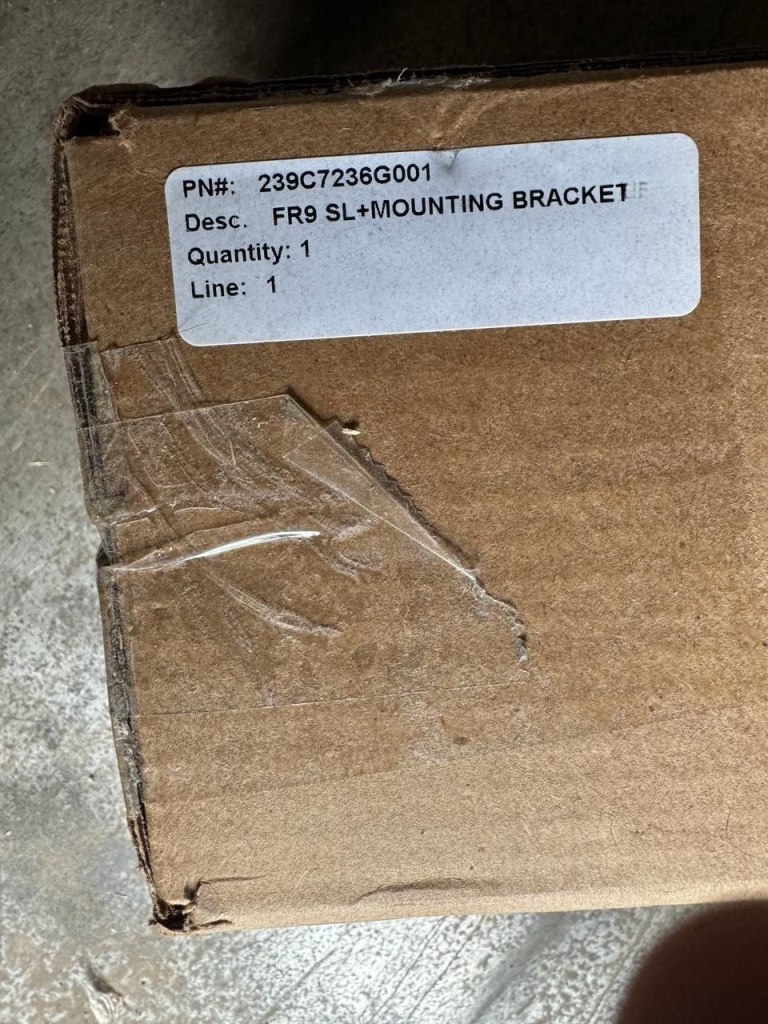 PN#: 239C7236G001
Desc. FR9 SL+MOUNTING BRACKET
Quantity: 1
Line: 1